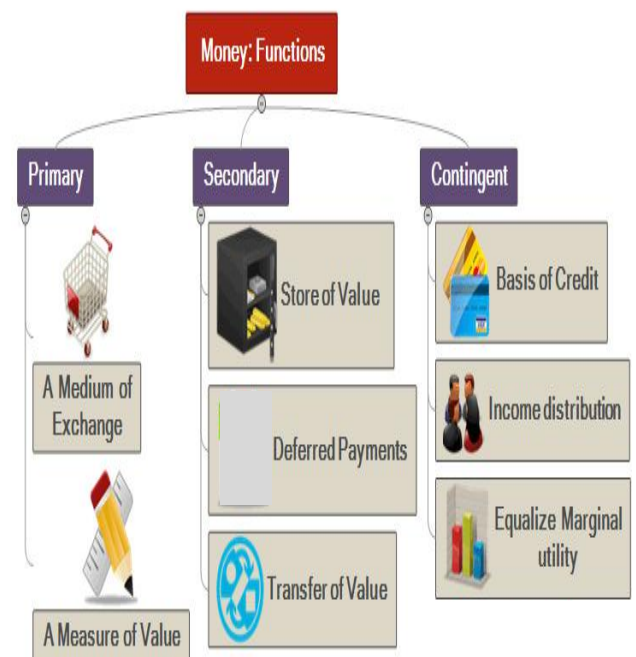 Money: Functions
Primary
Secondary
Contingent
A Medium of
Exchange
A Measure of Value
Store of Value
Deferred Payments
Transfer of Value
Basis of Credit
Income distribution
Equalize Marginal
utility